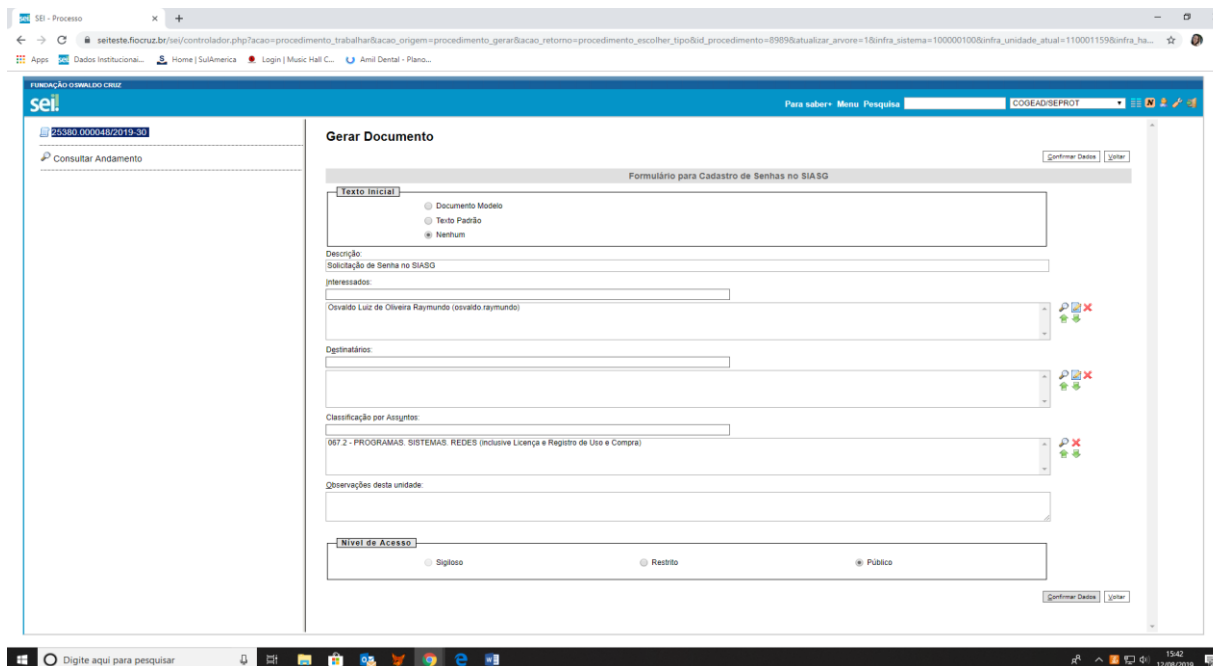 sei! SEI - Processo × +
seiteste.fiocruz.br/sei/controlador.php?acao=procedimento_trabalhar&acao_origem=procedimento_gerar&acao_retorno=procedimento_escolher_tipo&id_procedimento=8989&atualizar_arvore=1&infra_sistema=100000100&infra_unidade_atual=110001159&infra_ha...
Apps sei! Dados Institucionai... Home | SulAmerica Login | Music Hall C... Amil Dental - Plano...
FUNDAÇÃO OSWALDO CRUZ
sei! Para saber+ Menu Pesquisa COGEAD/SEPROT
25380.000048/2019-30
Consultar Andamento
Gerar Documento
Confirmar Dados Voltar
Formulário para Cadastro de Senhas no SIASG
Texto Inicial
Documento Modelo
Texto Padrão
Nenhum
Descrição:
Solicitação de Senha no SIASG
Interessados:
Osvaldo Luiz de Oliveira Raymundo (osvaldo.raymundo)
Destinatários:
Classificação por Assuntos:
067.2 - PROGRAMAS. SISTEMAS. REDES (inclusive Licença e Registro de Uso e Compra)
Observações desta unidade:
Nível de Acesso
Sigiloso Restrito Público
Confirmar Dados Voltar
Digite aqui para pesquisar
15:42
12/08/2019